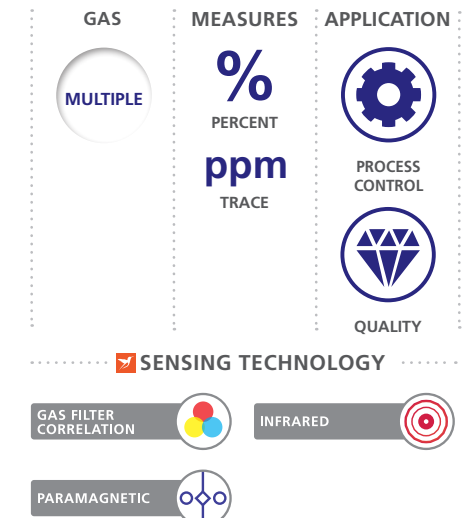 GAS
MULTIPLE
MEASURES
%
PERCENT
ppm
TRACE
APPLICATION
PROCESS
CONTROL
QUALITY
SENSING TECHNOLOGY
GAS FILTER
CORRELATION
INFRARED
PARAMAGNETIC